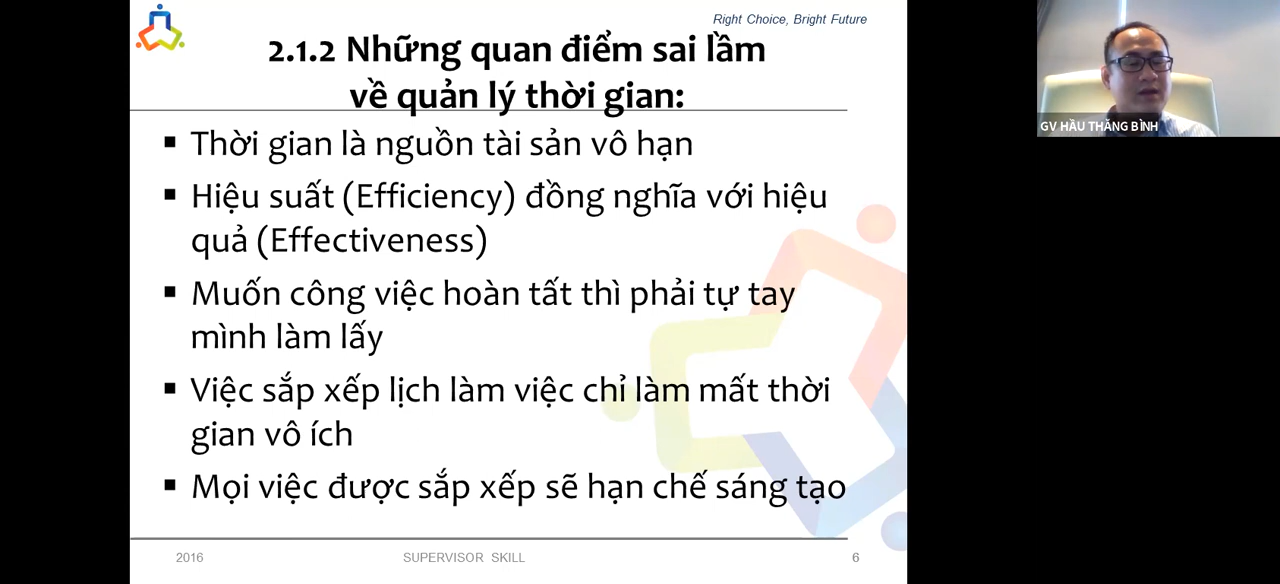 Right Choice, Bright Future
2.1.2 Những quan điểm sai lầm
về quản lý thời gian:
▪ Thời gian là nguồn tài sản vô hạn
▪ Hiệu suất (Efficiency) đồng nghĩa với hiệu
quả (Effectiveness)
▪ Muốn công việc hoàn tất thì phải tự tay
mình làm lấy
▪ Việc sắp xếp lịch làm việc chỉ làm mất thời
gian vô ích
▪ Mọi việc được sắp xếp sẽ hạn chế sáng tạo
2016 SUPERVISOR SKILL 6
GV HẦU THĂNG BÌNH